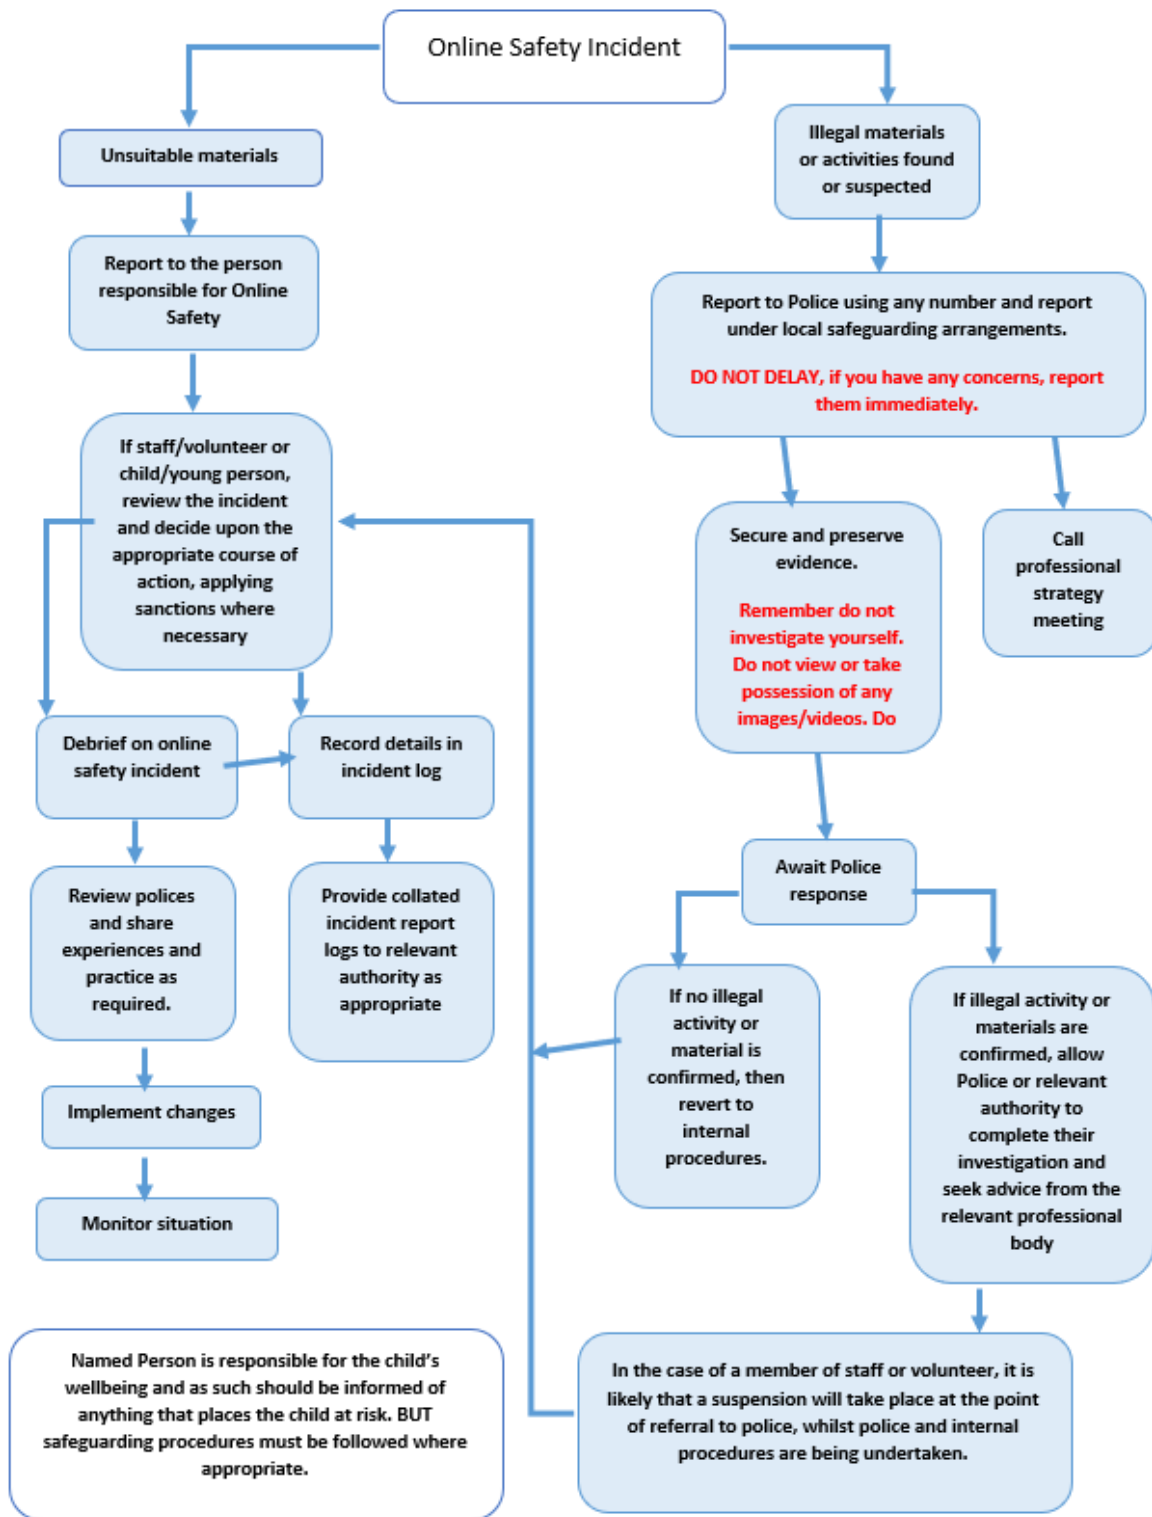 Online Safety Incident
Unsuitable materials
Report to the person
responsible for Online
Safety
If staff/volunteer or
child/young person,
review the incident
and decide upon the
appropriate course of
action, applying
sanctions where
necessary
Debrief on online
safety incident
Record details in
incident log
Review polices
and share
experiences and
practice as
required.
Provide collated
incident report
logs to relevant
authority as
appropriate
Implement changes
Monitor situation
Illegal materials
or activities found
or suspected
Report to Police using any number and report
under local safeguarding arrangements.
DO NOT DELAY, if you have any concerns, report
them immediately.
Secure and preserve
evidence.
Remember do not
investigate yourself.
Do not view or take
possession of any
images/videos. Do
Call
professional
strategy
meeting
Await Police
response
If no illegal
activity or
material is
confirmed, then
revert to
internal
procedures.
If illegal activity or
materials are
confirmed, allow
Police or relevant
authority to
complete their
investigation and
seek advice from the
relevant professional
body
In the case of a member of staff or volunteer, it is
likely that a suspension will take place at the point
of referral to police, whilst police and internal
procedures are being undertaken.
Named Person is responsible for the child's
wellbeing and as such should be informed of
anything that places the child at risk. BUT
safeguarding procedures must be followed where
appropriate.